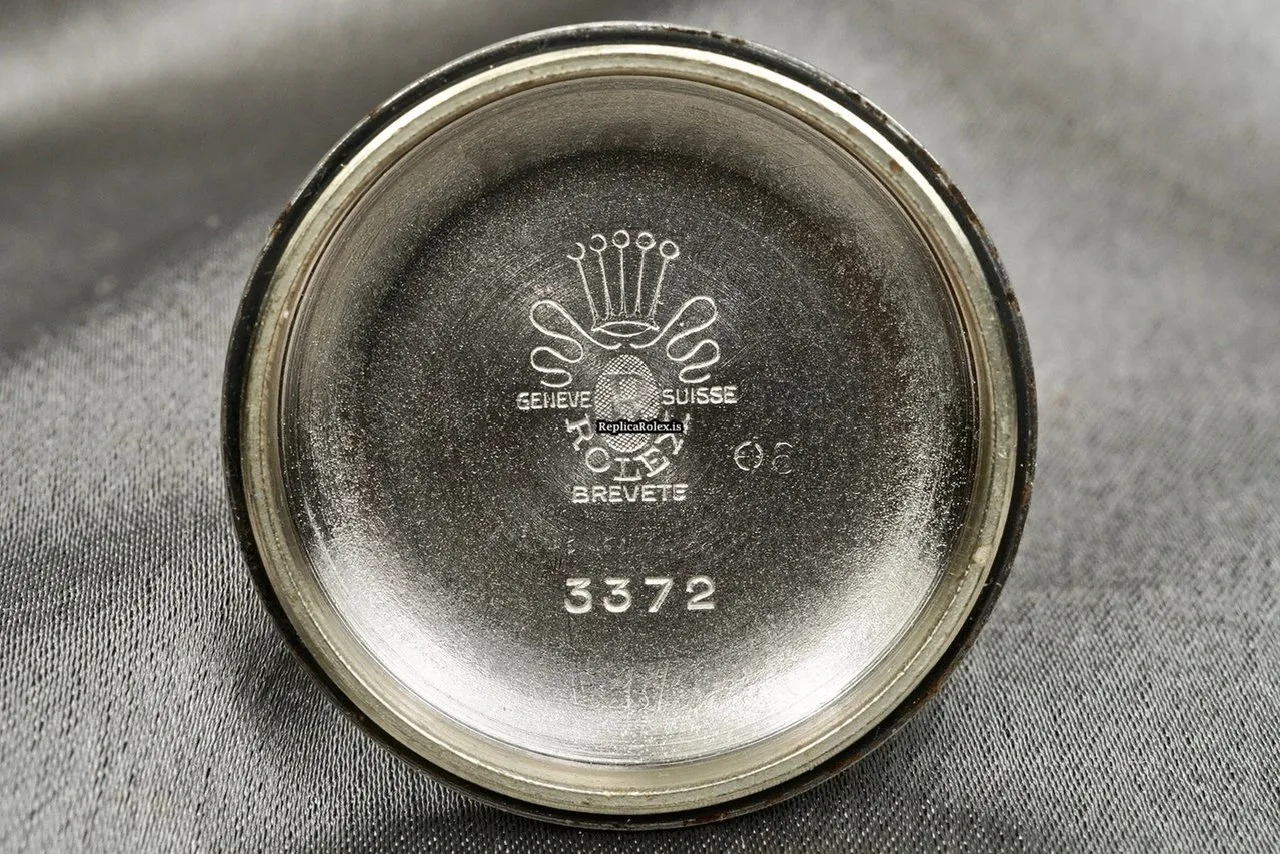 GENEVE SUISSE
ReplicaRolex.is
ROLEX
BREVETE
3372